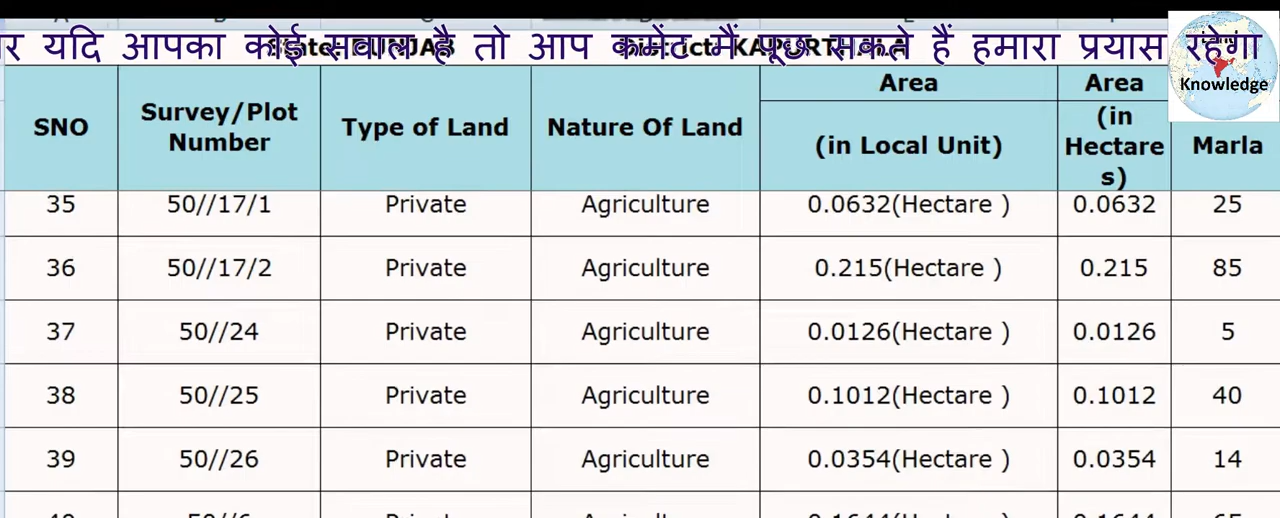 र यदि आपका कोई सवाल है तो आप कमेंट मैं पूछ सकते हैं हमारा प्रयास रहेगा
Knowledge
SNO Survey/Plot Number Type of Land Nature Of Land Area (in Local Unit) Area (in Hectares) Marla
35 50//17/1 Private Agriculture 0.0632(Hectare ) 0.0632 25
36 50//17/2 Private Agriculture 0.215(Hectare ) 0.215 85
37 50//24 Private Agriculture 0.0126(Hectare ) 0.0126 5
38 50//25 Private Agriculture 0.1012(Hectare ) 0.1012 40
39 50//26 Private Agriculture 0.0354(Hectare ) 0.0354 14